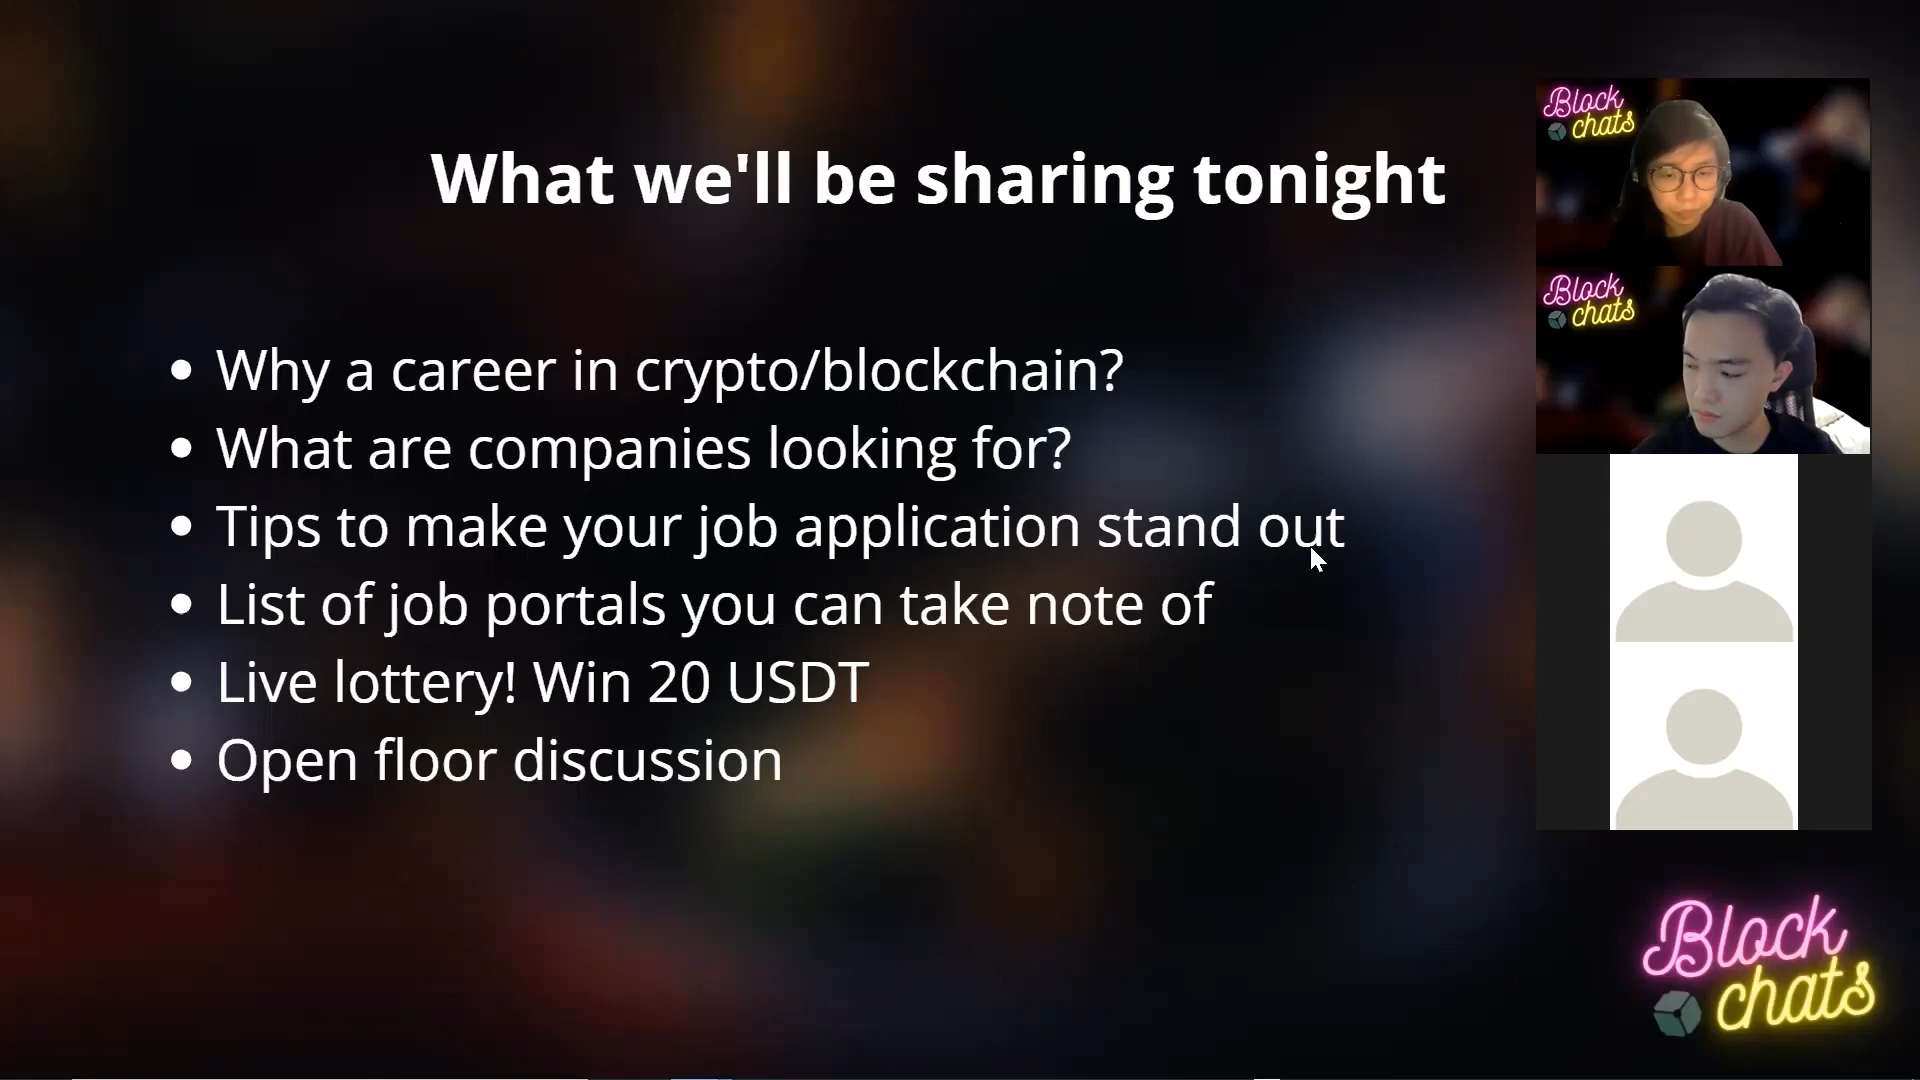 What we'll be sharing tonight
• Why a career in crypto/blockchain?
• What are companies looking for?
• Tips to make your job application stand out
• List of job portals you can take note of
• Live lottery! Win 20 USDT
• Open floor discussion
Block
chats
Block
chats
Block
chats